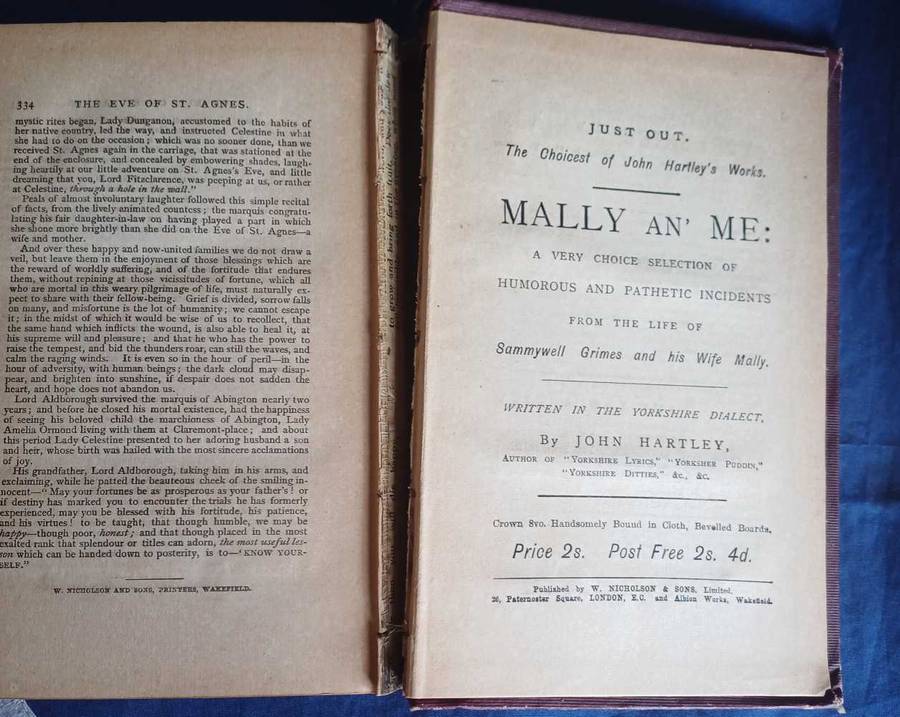 334 THE EVE OF ST. AGNES.
mystic rites began, Lady Dunganon, accustomed to the habits of
her native country, led the way, and instructed Celestine in what
she had to do on the occasion; which was no sooner done, than we
received St. Agnes again in the carriage, that was stationed at the
end of the enclosure, and concealed by embowering shades, laugh-
ing heartily at our little adventure on St. Agnes's Eve, and little
dreaming that you, Lord Fitzclarence, was peeping at us, or rather
at Celestine, through a hole in the wall."
Peals of almost involuntary laughter followed this simple recital
of facts, from the lively animated countess; the marquis congratu-
lating his fair daughter-in-law on having played a part in which
she shone more brightly than she did on the Eve of St. Agnes—a
wife and mother.
And over these happy and now-united families we do not draw a
veil, but leave them in the enjoyment of those blessings which are
the reward of worldly suffering, and of the fortitude that endures
them, without repining at those vicissitudes of fortune, which all
who are mortal in this weary pilgrimage of life, must naturally ex-
pect to share with their fellow-being. Grief is divided, sorrow falls
on many, and misfortune is the lot of humanity; we cannot escape
it; in the midst of which it would be wise of us to recollect, that
the same hand which inflicts the wound, is also able to heal it, at
his supreme will and pleasure; and that he who has the power to
raise the tempest, and bid the thunders roar, can still the waves, and
calm the raging winds. It is even so in the hour of peril—in the
hour of adversity, with human beings; the dark cloud may disap-
pear, and brighten into sunshine, if despair does not sadden the
heart, and hope does not abandon us.
Lord Aldborough survived the marquis of Abington nearly two
years; and before he closed his mortal existence, had the happiness
of seeing his beloved child the marchioness of Abington, Lady
Amelia Ormond living with them at Claremont-place; and about
this period Lady Celestine presented to her adoring husband a son
and heir, whose birth was hailed with the most sincere acclamations
of joy.
His grandfather, Lord Aldborough, taking him in his arms, and
exclaiming, while he patted the beauteous cheek of the smiling in-
nocent—"May your fortunes be as prosperous as your father's! or
if destiny has marked you to encounter the trials he has formerly
experienced, may you be blessed with his fortitude, his patience,
and his virtues! to be taught, that though humble, we may be
happy—though poor, honest; and that though placed in the most
exalted rank that splendour or titles can adorn, the most useful les-
son which can be handed down to posterity, is to—'KNOW YOUR-
SELF."
W. NICHOLSON AND SONS, PRINTERS, WAKEFIELD.
JUST OUT.
The Choicest of John Hartley's Works.
MALLY AN' ME:
A VERY CHOICE SELECTION OF
HUMOROUS AND PATHETIC INCIDENTS
FROM THE LIFE OF
Sammywell Grimes and his Wife Mally.
WRITTEN IN THE YORKSHIRE DIALECT,
By JOHN HARTLEY,
AUTHOR OF "YORKSHIRE LYRICS," "YORKSHER PUDDIN,"
"YORKSHIRE DITTIES," &c., &c.
Crown 8vo. Handsomely Bound in Cloth, Bevelled Boards,
Price 2s. Post Free 2s. 4d.
Published by W. NICHOLSON & SONS, Limited,
26, Paternoster Square, LONDON, E.C. and Albion Works, Wakefield.